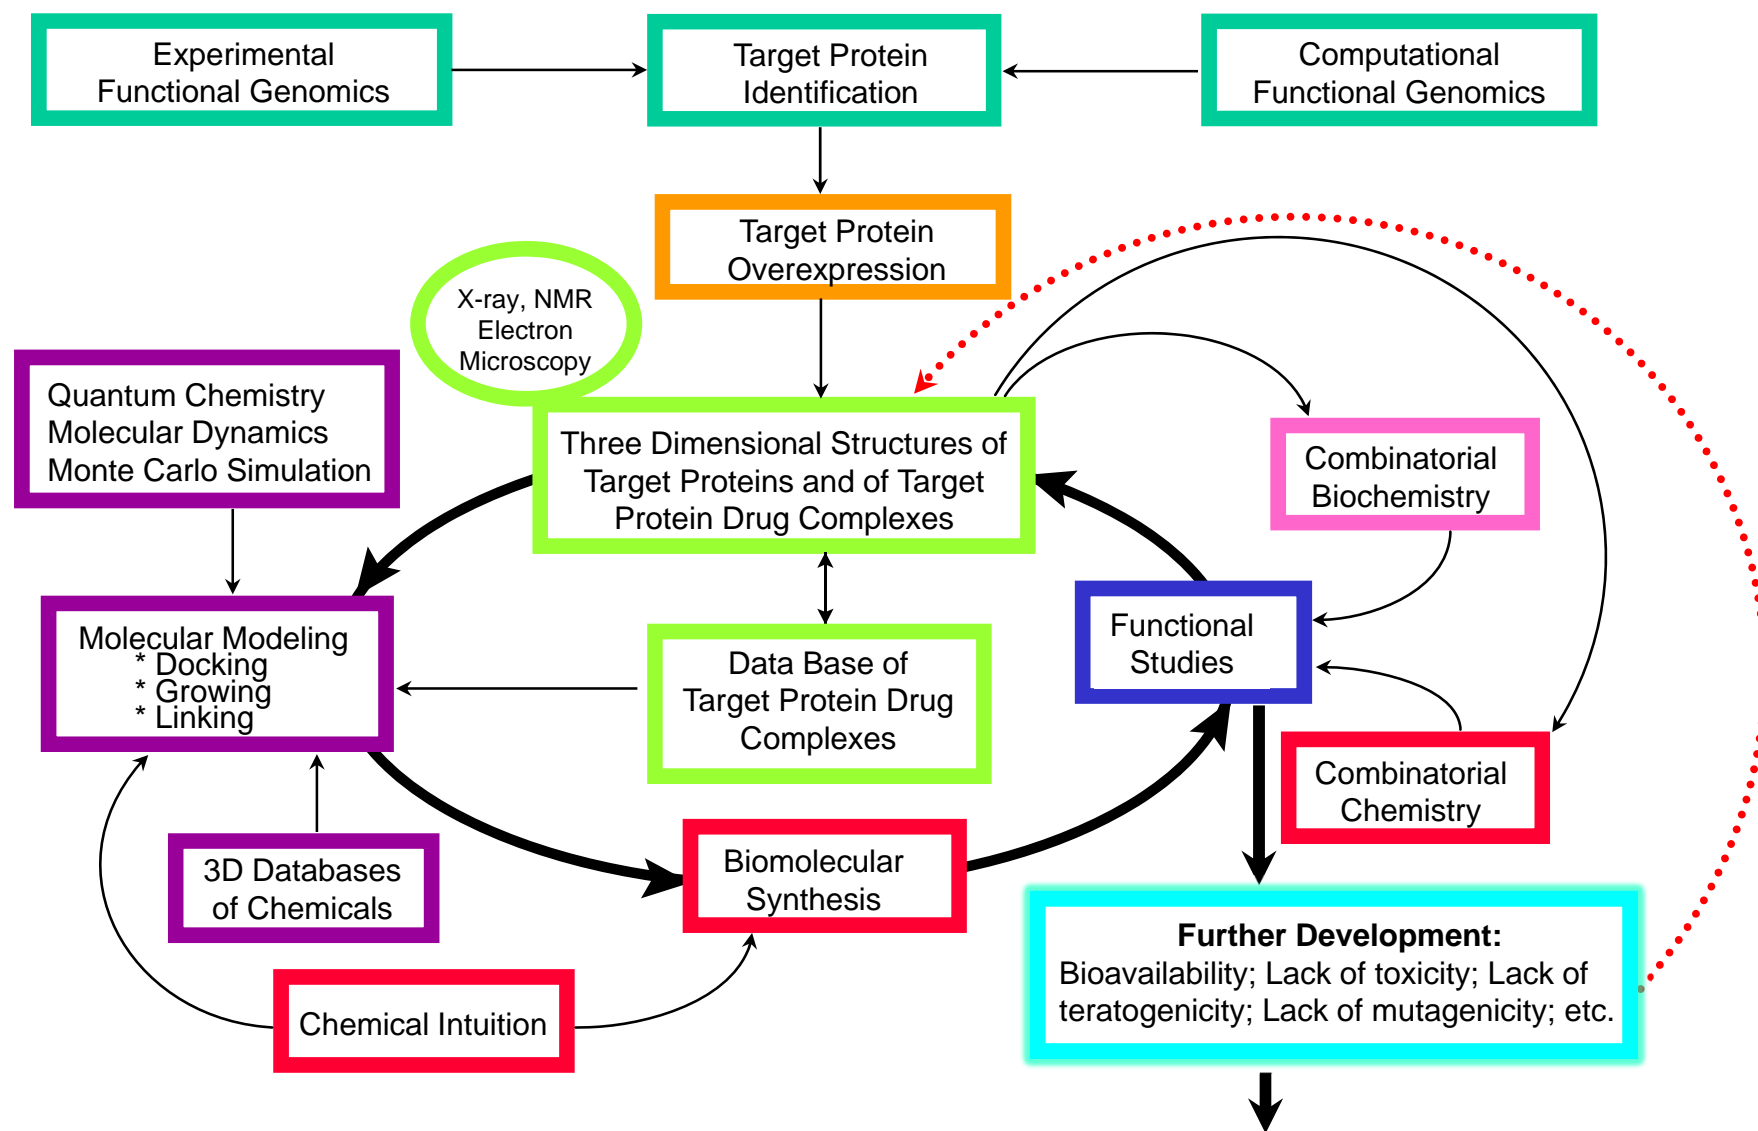 Experimental
Functional Genomics
Target Protein
Identification
Computational
Functional Genomics
Target Protein
Overexpression
X-ray, NMR
Electron
Microscopy
Quantum Chemistry
Molecular Dynamics
Monte Carlo Simulation
Three Dimensional Structures of
Target Proteins and of Target
Protein Drug Complexes
Combinatorial
Biochemistry
Molecular Modeling
* Docking
* Growing
* Linking
Data Base of
Target Protein Drug
Complexes
Functional
Studies
Combinatorial
Chemistry
3D Databases
of Chemicals
Biomolecular
Synthesis
Chemical Intuition
Further Development:
Bioavailability; Lack of toxicity; Lack of
teratogenicity; Lack of mutagenicity; etc.